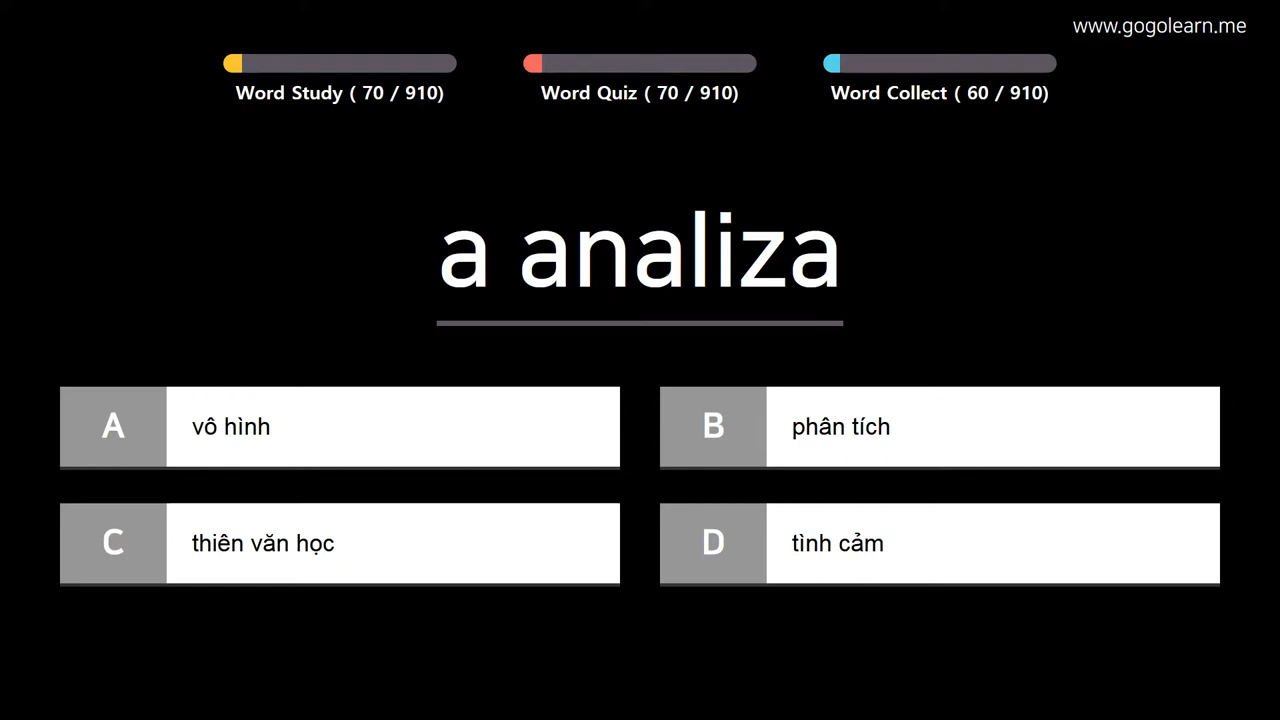 www.gogolearn.me
Word Study ( 70 / 910)
Word Quiz ( 70 / 910)
Word Collect ( 60 / 910)
a analiza
A
vô hình
B
phân tích
C
thiên văn học
D
tình cảm